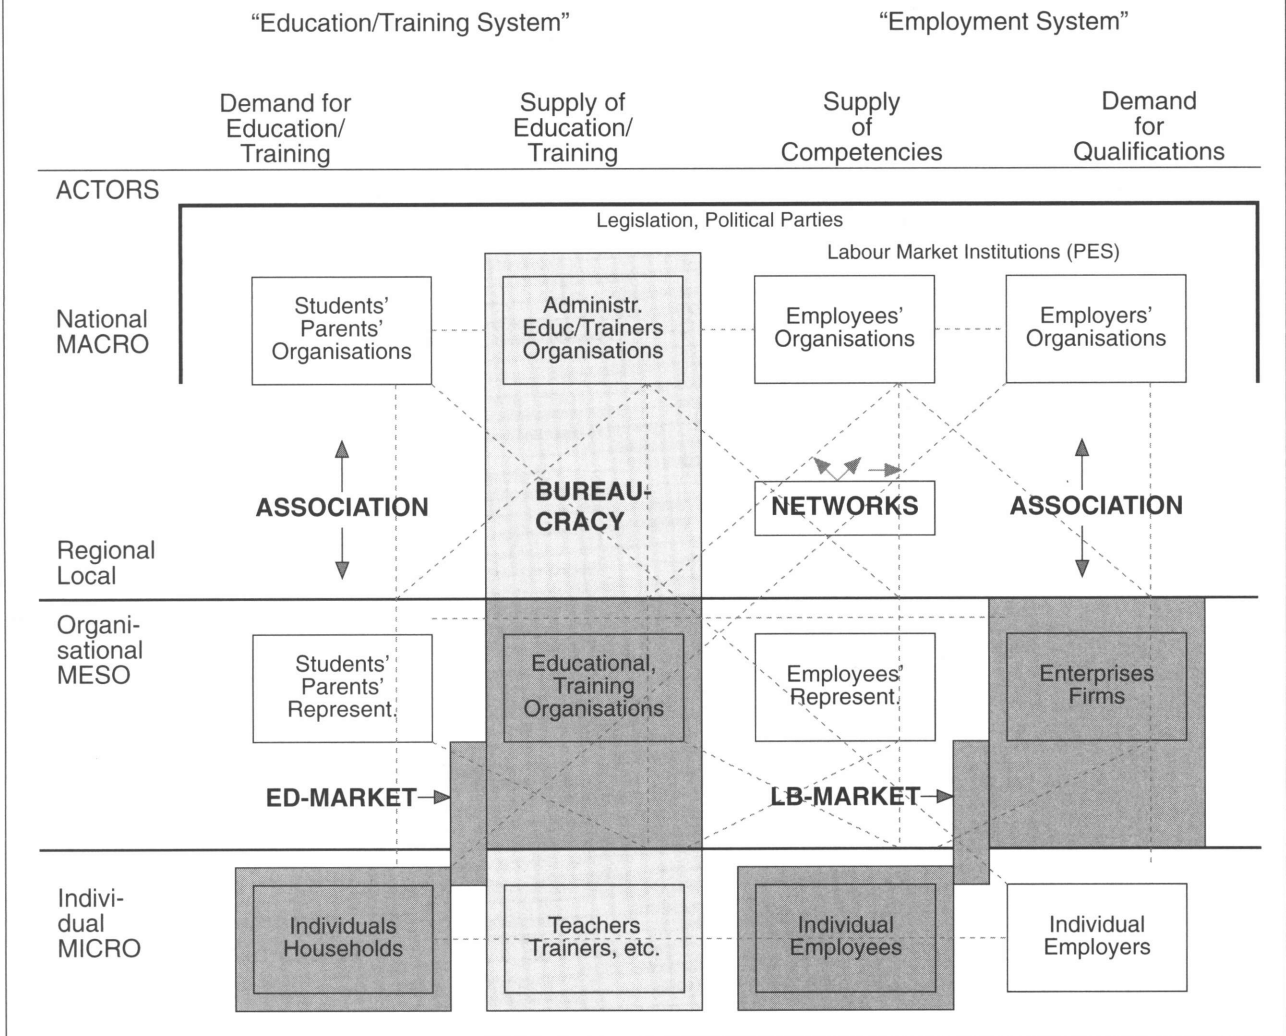 “Education/Training System”
“Employment System”
Demand for
Education/
Training
Supply of
Education/
Training
Supply
of
Competencies
Demand
for
Qualifications
ACTORS
Legislation, Political Parties
Labour Market Institutions (PES)
National
MACRO
Students’
Parents’
Organisations
Administr.
Educ/Trainers
Organisations
Employees’
Organisations
Employers’
Organisations
ASSOCIATION
BUREAU-
CRACY
NETWORKS
ASSOCIATION
Regional
Local
Organi-
sational
MESO
Students’
Parents’
Represent.
Educational,
Training
Organisations
Employees’
Represent.
Enterprises
Firms
ED-MARKET
LB-MARKET
Indivi-
dual
MICRO
Individuals
Households
Teachers
Trainers, etc.
Individual
Employees
Individual
Employers